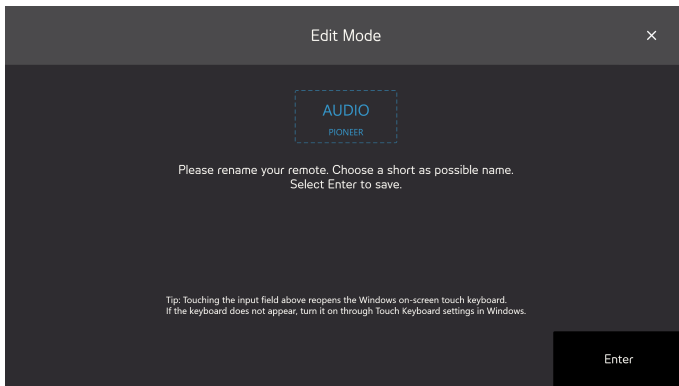 Edit Mode
AUDIO
PIONEER
Please rename your remote. Choose a short as possible name.
Select Enter to save.
Tip: Touching the input field above reopens the Windows on-screen touch keyboard.
If the keyboard does not appear, turn it on through Touch Keyboard settings in Windows.
Enter